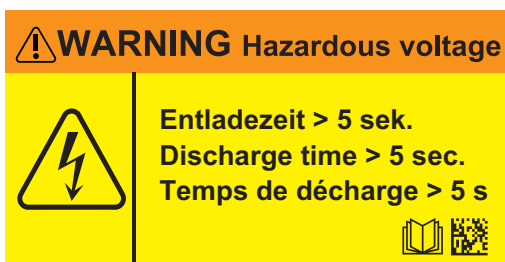 WARNING Hazardous voltage
Entladezeit > 5 sek.
Discharge time > 5 sec.
Temps de décharge > 5 s